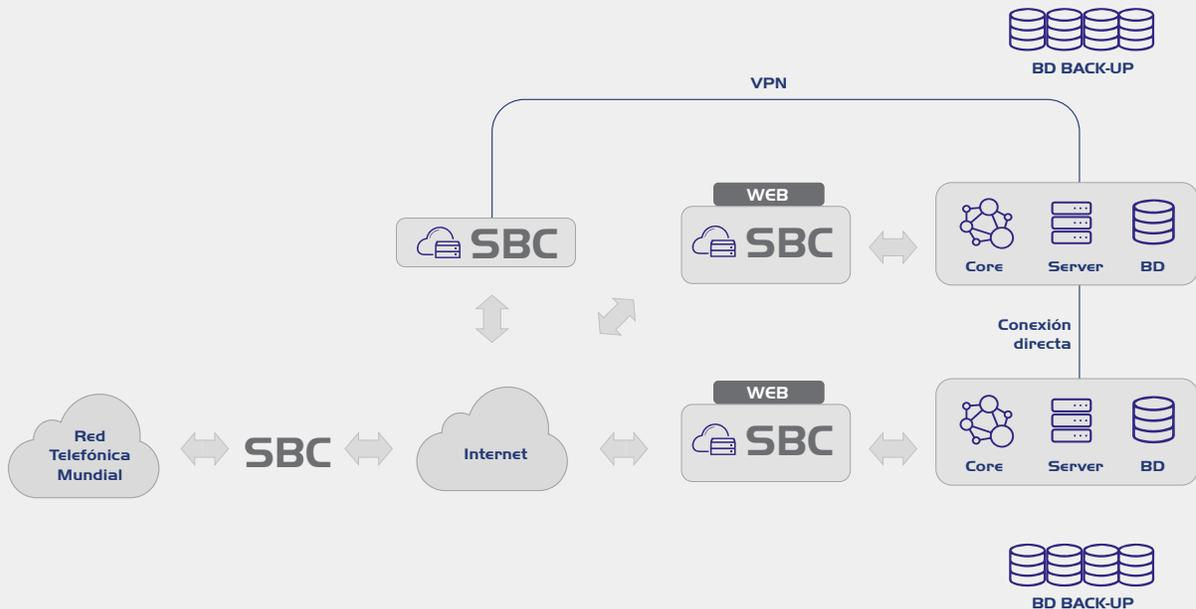 BD BACK-UP
VPN
WEB
SBC
SBC
Core
Server
BD
Conexión
directa
WEB
Red
Telefónica
Mundial
SBC
Internet
SBC
Core
Server
BD
BD BACK-UP